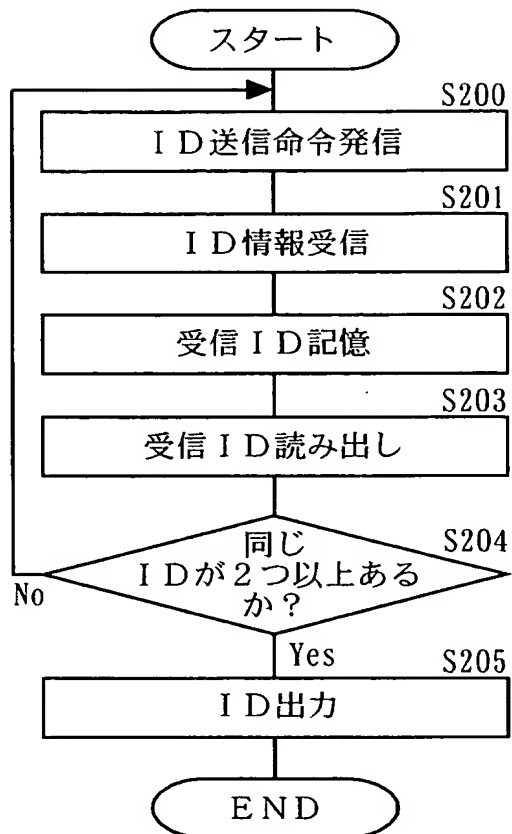 スタート
S200
ID送信命令発信
S201
ID情報受信
S202
受信ID記憶
S203
受信ID読み出し
S204
同じ
IDが2つ以上ある
か？
No
Yes
S205
ID出力
END